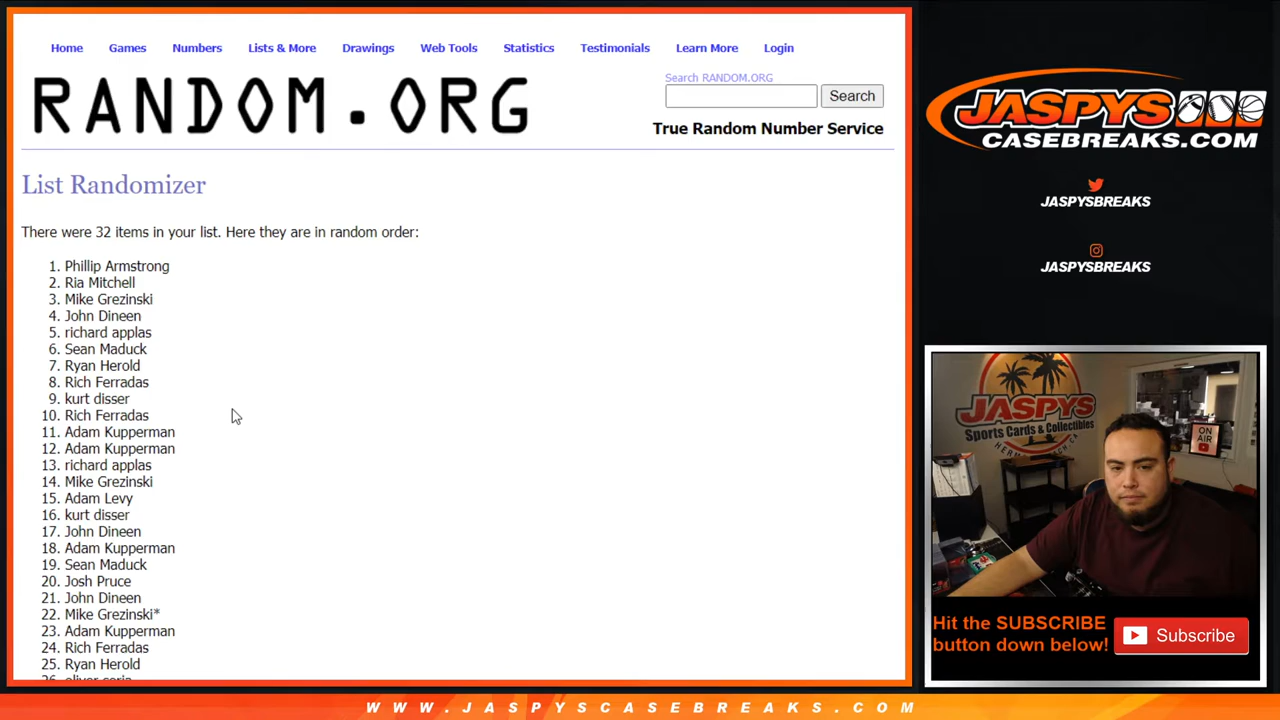 Home Games Numbers Lists & More Drawings Web Tools Statistics Testimonials Learn More Login
RANDOM.ORG
Search RANDOM.ORG
Search
True Random Number Service
List Randomizer
There were 32 items in your list. Here they are in random order:
1. Phillip Armstrong
2. Ria Mitchell
3. Mike Grezinski
4. John Dineen
5. richard applas
6. Sean Maduck
7. Ryan Herold
8. Rich Ferradas
9. kurt disser
10. Rich Ferradas
11. Adam Kupperman
12. Adam Kupperman
13. richard applas
14. Mike Grezinski
15. Adam Levy
16. kurt disser
17. John Dineen
18. Adam Kupperman
19. Sean Maduck
20. Josh Pruce
21. John Dineen
22. Mike Grezinski*
23. Adam Kupperman
24. Rich Ferradas
25. Ryan Herold
JASPYS
CASEBREAKS.COM
JASPYSBREAKS
JASPYSBREAKS
JASPYS
Sports Cards & Collectibles
ON
AIR
Hit the SUBSCRIBE
button down below!
Subscribe
WWW.JASPYSCASEBREAKS.COM